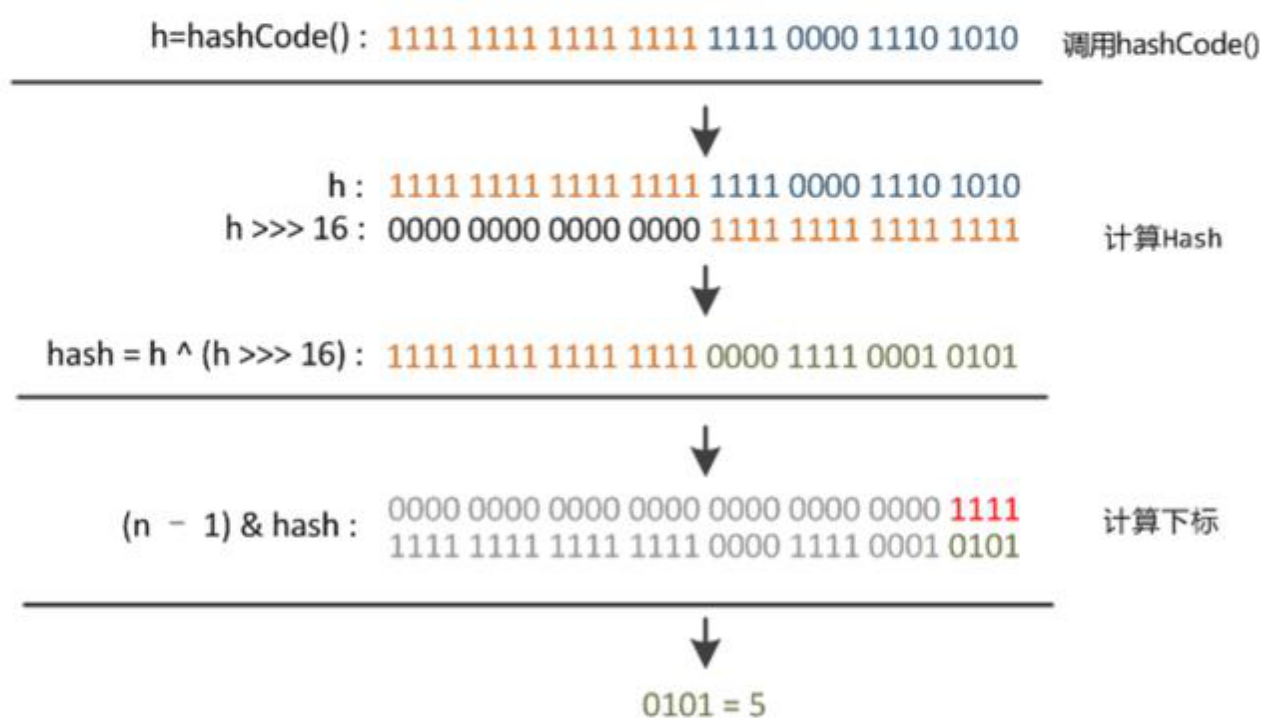 h=hashCode() : 1111 1111 1111 1111 1111 0000 1110 1010 调用hashCode()
h : 1111 1111 1111 1111 1111 0000 1110 1010
h >>> 16 : 0000 0000 0000 0000 1111 1111 1111 1111
计算Hash
hash = h ^ (h >>> 16) : 1111 1111 1111 1111 0000 1111 0001 0101
0000 0000 0000 0000 0000 0000 0000 1111
(n － 1) & hash : 计算下标
1111 1111 1111 1111 0000 1111 0001 0101
0101 = 5